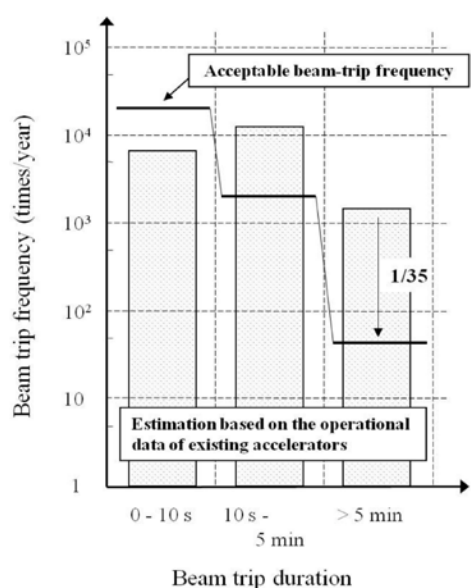 10⁵
Acceptable beam-trip frequency
10⁴
10³
1/35
10²
10
Estimation based on the operational
data of existing accelerators
1
Beam trip frequency (times/year)
0 - 10 s 10 s - > 5 min
5 min
Beam trip duration